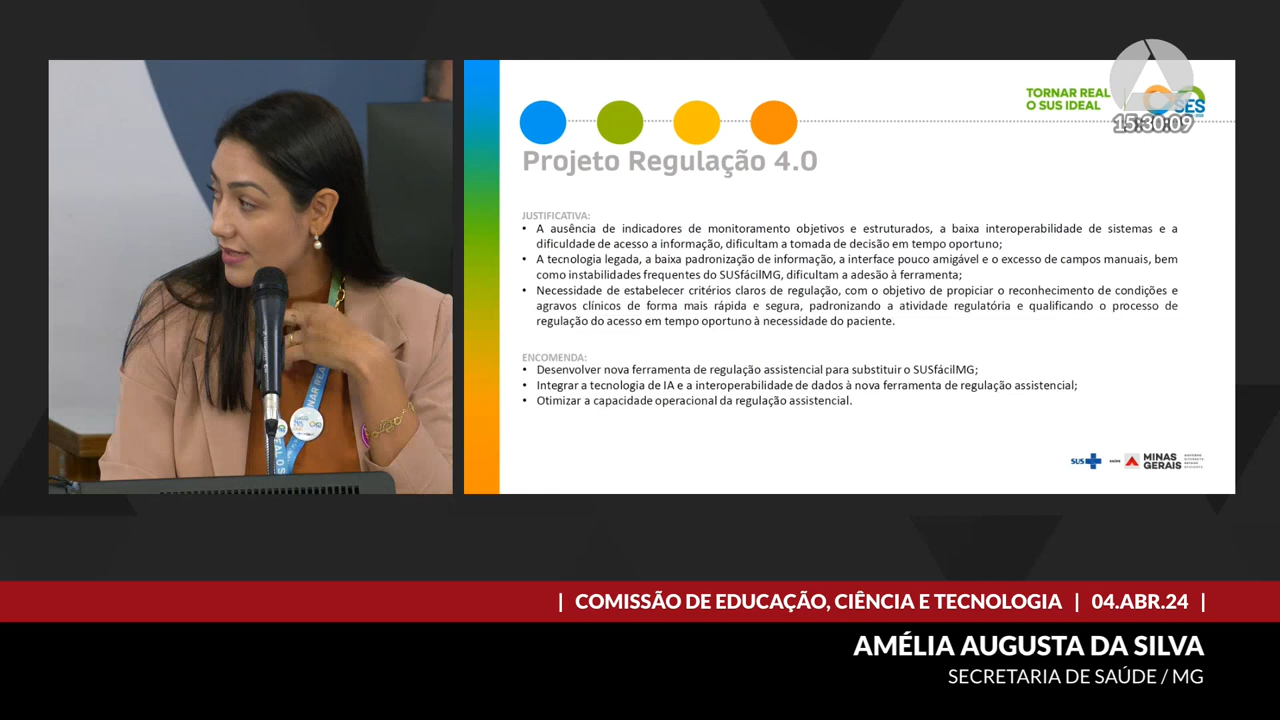 TORNAR REAL
O SUS IDEAL
SES
15:30:09
Projeto Regulação 4.0
JUSTIFICATIVA:
• A ausência de indicadores de monitoramento objetivos e estruturados, a baixa interoperabilidade de sistemas e a
dificuldade de acesso a informação, dificultam a tomada de decisão em tempo oportuno;
• A tecnologia legada, a baixa padronização de informação, a interface pouco amigável e o excesso de campos manuais, bem
como instabilidades frequentes do SUSfácilMG, dificultam a adesão à ferramenta;
• Necessidade de estabelecer critérios claros de regulação, com o objetivo de propiciar o reconhecimento de condições e
agravos clínicos de forma mais rápida e segura, padronizando a atividade regulatória e qualificando o processo de
regulação do acesso em tempo oportuno à necessidade do paciente.
ENCOMENDA:
• Desenvolver nova ferramenta de regulação assistencial para substituir o SUSfácilMG;
• Integrar a tecnologia de IA e a interoperabilidade de dados à nova ferramenta de regulação assistencial;
• Otimizar a capacidade operacional da regulação assistencial.
SUS
SAÚDE
MINAS
GERAIS
NAR REA
| COMISSÃO DE EDUCAÇÃO, CIÊNCIA E TECNOLOGIA | 04.ABR.24 |
AMÉLIA AUGUSTA DA SILVA
SECRETARIA DE SAÚDE / MG